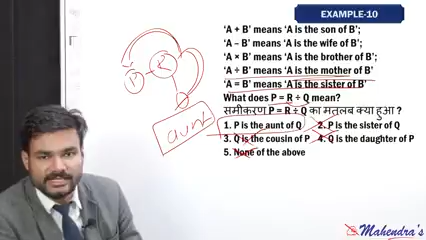 EXAMPLE-10
'A + B' means 'A is the son of B';
'A – B' means 'A is the wife of B';
'A × B' means 'A is the brother of B';
'A ÷ B' means 'A is the mother of B'
'A = B' means 'A is the sister of B'
What does P = R ÷ Q mean?
समीकरण P = R ÷ Q का मतलब क्या हुआ ?
1. P is the aunt of Q 2. P is the sister of Q
3. Q is the cousin of P 4. Q is the daughter of P
5. None of the above
P - R
aunt
Mahendra's